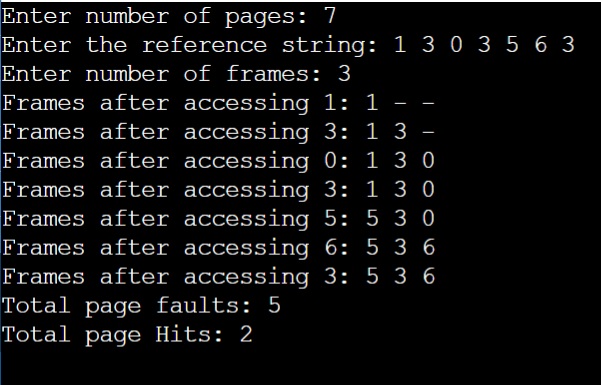 Enter number of pages: 7
Enter the reference string: 1 3 0 3 5 6 3
Enter number of frames: 3
Frames after accessing 1: 1 - -
Frames after accessing 3: 1 3 -
Frames after accessing 0: 1 3 0
Frames after accessing 3: 1 3 0
Frames after accessing 5: 5 3 0
Frames after accessing 6: 5 3 6
Frames after accessing 3: 5 3 6
Total page faults: 5
Total page Hits: 2